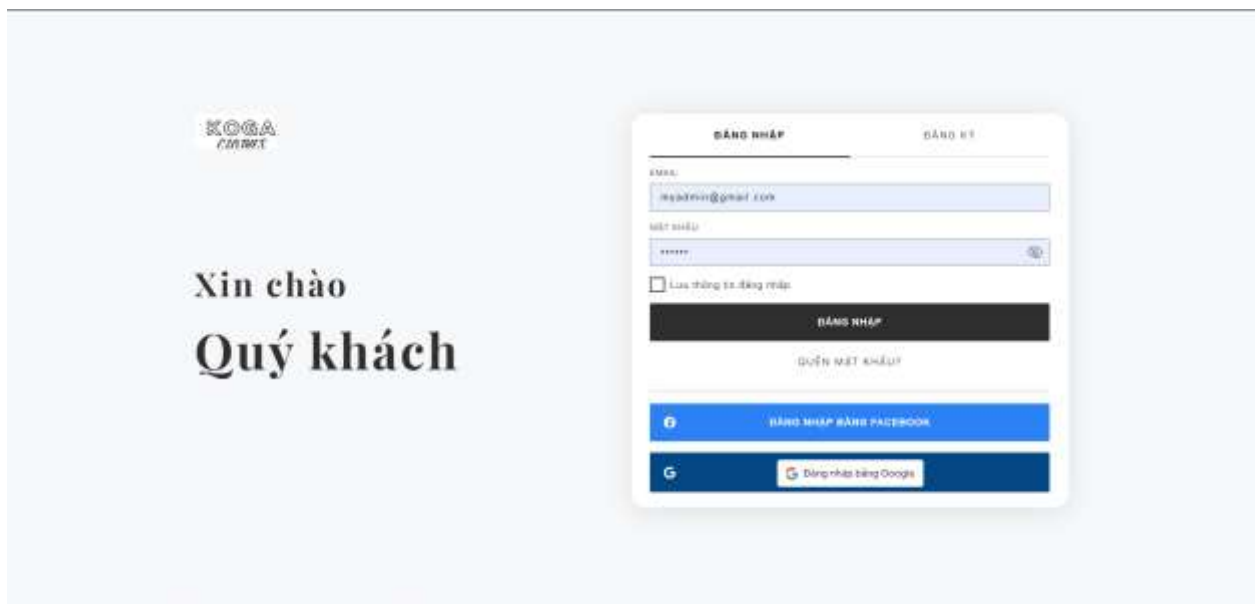 KOGA
Xin chào
Quý khách
ĐĂNG NHẬP ĐĂNG KÝ
EMAIL
myadmin@gmail.com
MẬT KHẨU
••••••
Lưu thông tin đăng nhập
ĐĂNG NHẬP
QUÊN MẬT KHẨU?
ĐĂNG NHẬP BẰNG FACEBOOK
G Đăng nhập bằng Google